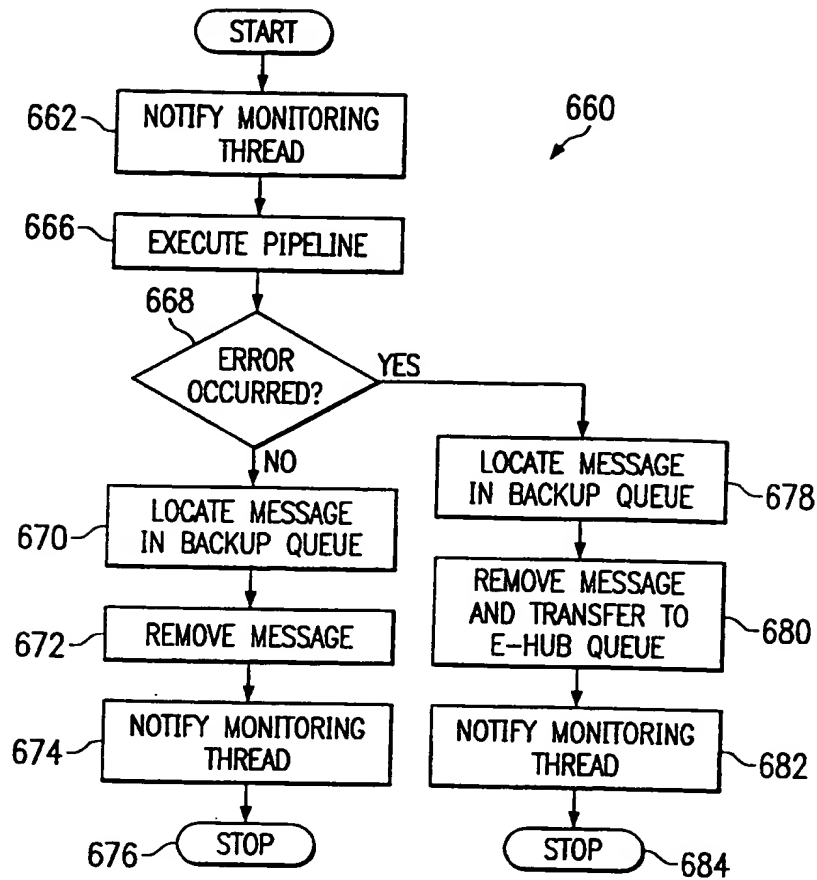 START
662
NOTIFY MONITORING
THREAD
660
666
EXECUTE PIPELINE
668
ERROR
OCCURRED?
YES
NO
670
LOCATE MESSAGE
IN BACKUP QUEUE
672
REMOVE MESSAGE
674
NOTIFY MONITORING
THREAD
676
STOP
LOCATE MESSAGE
IN BACKUP QUEUE
678
REMOVE MESSAGE
AND TRANSFER TO
E-HUB QUEUE
680
NOTIFY MONITORING
THREAD
682
STOP
684